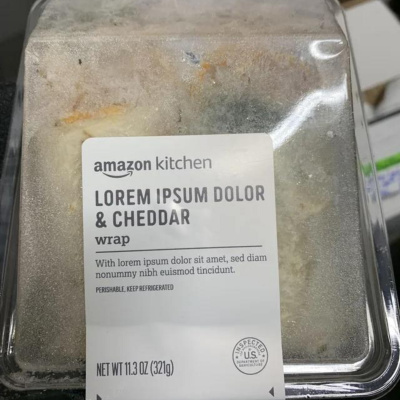 amazon kitchen
LOREM IPSUM DOLOR
& CHEDDAR
wrap
With lorem ipsum dolor sit amet, sed diam
nonummy nibh euismod tincidunt.
PERISHABLE, KEEP REFRIGERATED
NET WT 11.3 OZ (321g)
INSPECTED
U.S.
DEPARTMENT OF
AGRICULTURE